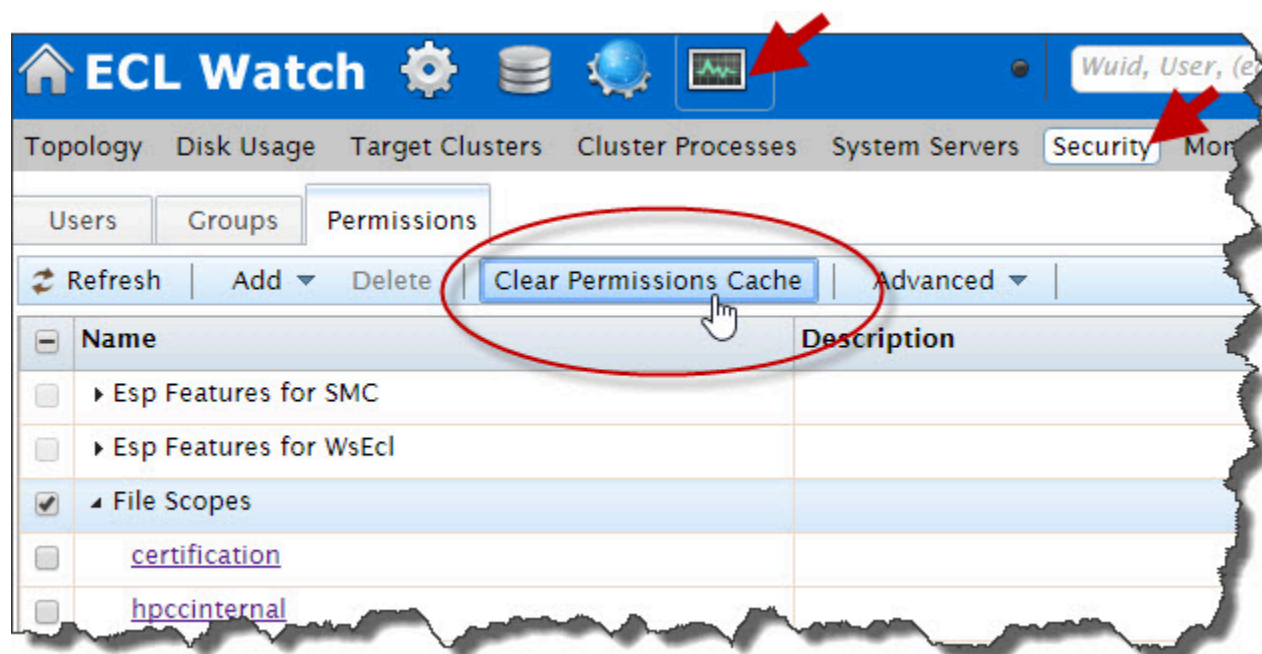 ECL Watch
Wuid, User, (e
Topology Disk Usage Target Clusters Cluster Processes System Servers Security Mon
Users Groups Permissions
Refresh Add Delete Clear Permissions Cache Advanced
Name Description
Esp Features for SMC
Esp Features for WsEcl
File Scopes
certification
hpccinternal